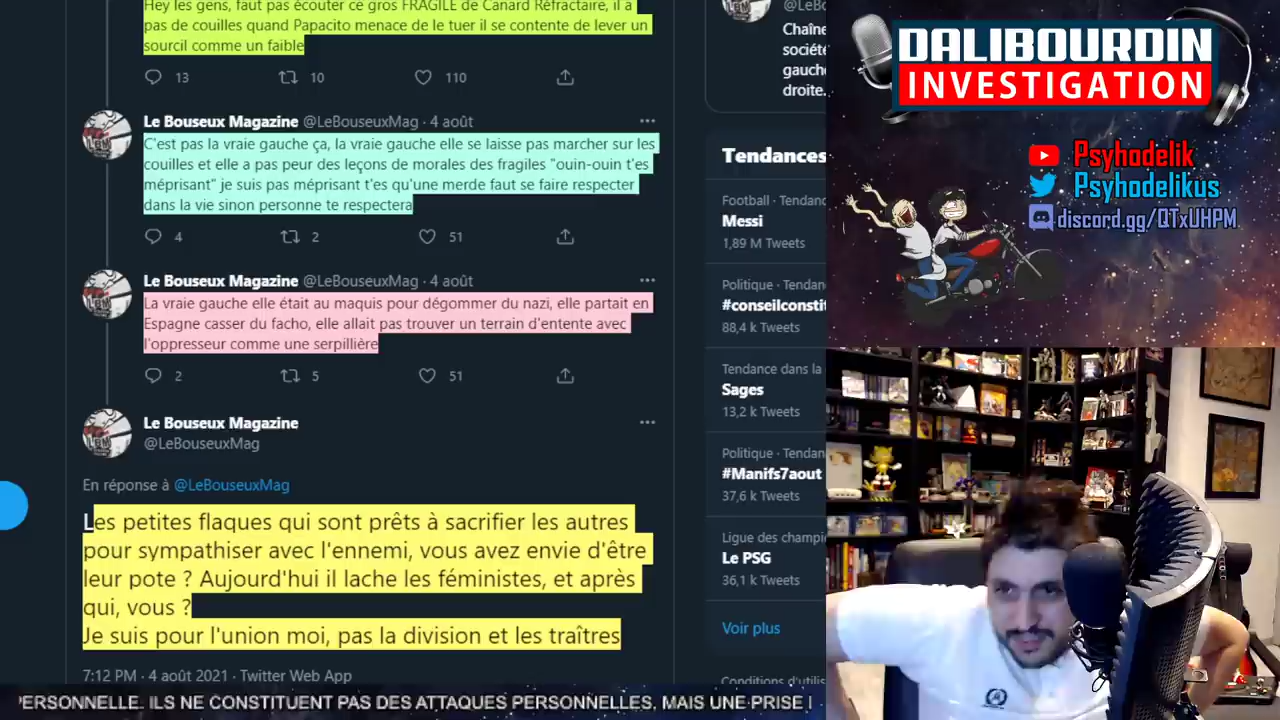 Hey les gens, faut pas écouter ce gros FRAGILE de Canard Réfractaire, il a
pas de couilles quand Papacito menace de le tuer il se contente de lever un
sourcil comme un faible
13 10 110
Le Bouseux Magazine @LeBouseuxMag · 4 août
C'est pas la vraie gauche ça, la vraie gauche elle se laisse pas marcher sur les
couilles et elle a pas peur des leçons de morales des fragiles "ouin-ouin t'es
méprisant" je suis pas méprisant t'es qu'une merde faut se faire respecter
dans la vie sinon personne te respectera
4 2 51
Le Bouseux Magazine @LeBouseuxMag · 4 août
La vraie gauche elle était au maquis pour dégommer du nazi, elle partait en
Espagne casser du facho, elle allait pas trouver un terrain d'entente avec
l'oppresseur comme une serpillière
2 5 51
Le Bouseux Magazine
@LeBouseuxMag
En réponse à @LeBouseuxMag
Les petites flaques qui sont prêts à sacrifier les autres
pour sympathiser avec l'ennemi, vous avez envie d'être
leur pote ? Aujourd'hui il lache les féministes, et après
qui, vous ?
Je suis pour l'union moi, pas la division et les traîtres
7:12 PM · 4 août 2021 · Twitter Web App
@LeBo
Chaîne
société
gauche
droite.
Tendances
Football · Tendanc
Messi
1,89 M Tweets
Politique · Tendan
#conseilconstit
88,4 k Tweets
Tendance dans la
Sages
13,2 k Tweets
Politique · Tendan
#Manifs7aout
37,6 k Tweets
Ligue des champi
Le PSG
36,1 k Tweets
Voir plus
Conditions d'utilis
DALIBOURDIN
INVESTIGATION
Psyhodelik
Psyhodelikus
discord.gg/QTxUHPM
PERSONNELLE. ILS NE CONSTITUENT PAS DES ATTAQUES PERSONNELLES, MAIS UNE PRISE